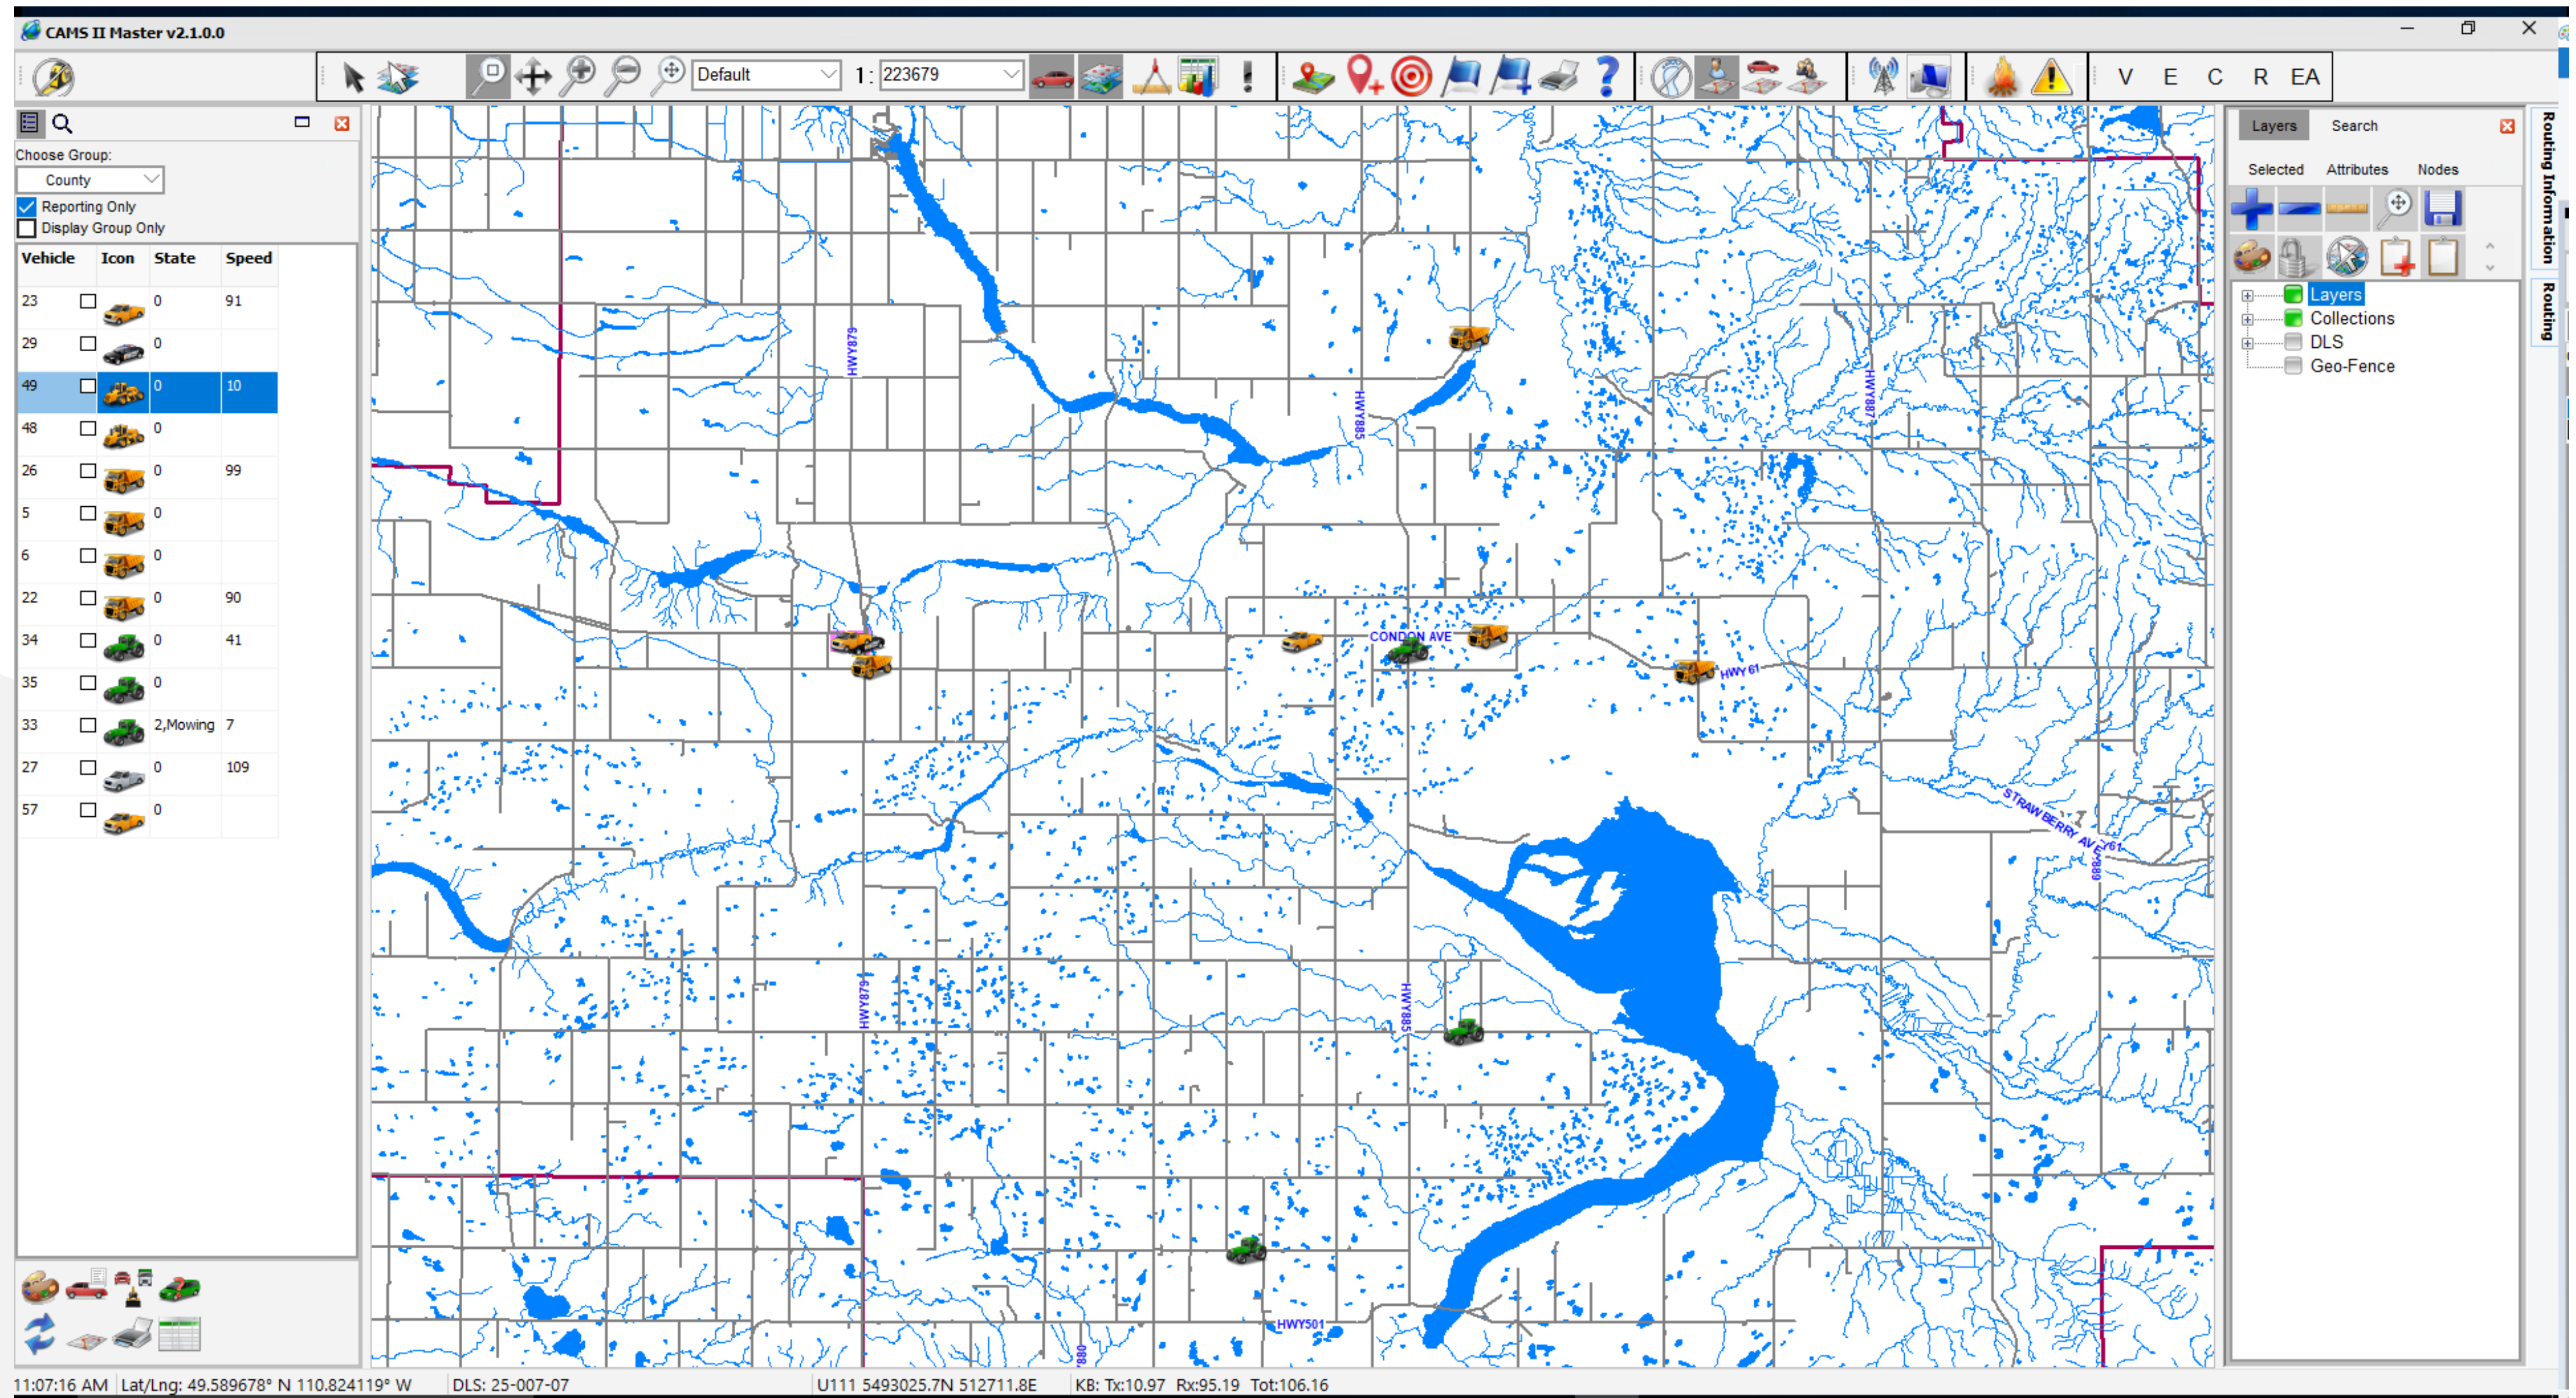 CAMS II Master v2.1.0.0
Default
1: 223679
V E C R EA
Choose Group:
County
Reporting Only
Display Group Only
Vehicle Icon State Speed
23 0 91
29 0
49 0 10
48 0
26 0 99
5 0
6 0
22 0 90
34 0 41
35 0
33 2,Mowing 7
27 0 109
57 0
HWY879
HWY885
HWY887
CONDON AVE
HWY61
STRAWBERRY AVE
Y61
Y889
HWY879
HWY885
HWY501
Y880
Layers Search
Selected Attributes Nodes
Layers
Collections
DLS
Geo-Fence
Routing Information
Routing
11:07:16 AM Lat/Lng: 49.589678° N 110.824119° W DLS: 25-007-07 U111 5493025.7N 512711.8E KB: Tx:10.97 Rx:95.19 Tot:106.16